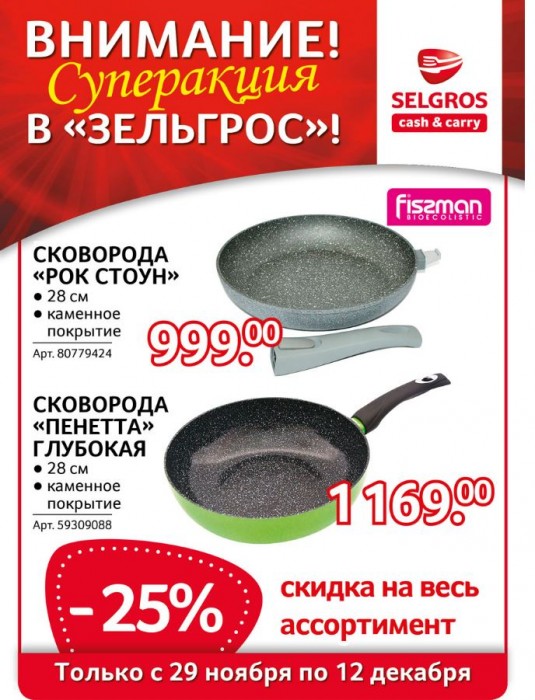 ВНИМАНИЕ!
Суперакция
В «ЗЕЛЬГРОС»!
SELGROS
cash & carry
fissman
BIOECOLISTIC
СКОВОРОДА
«РОК СТОУН»
• 28 см
• каменное
покрытие
Арт. 80779424
999.00
СКОВОРОДА
«ПЕНЕТТА»
ГЛУБОКАЯ
• 28 см
• каменное
покрытие
Арт. 59309088
1 169.00
- 25%
скидка на весь
ассортимент
Только с 29 ноября по 12 декабря